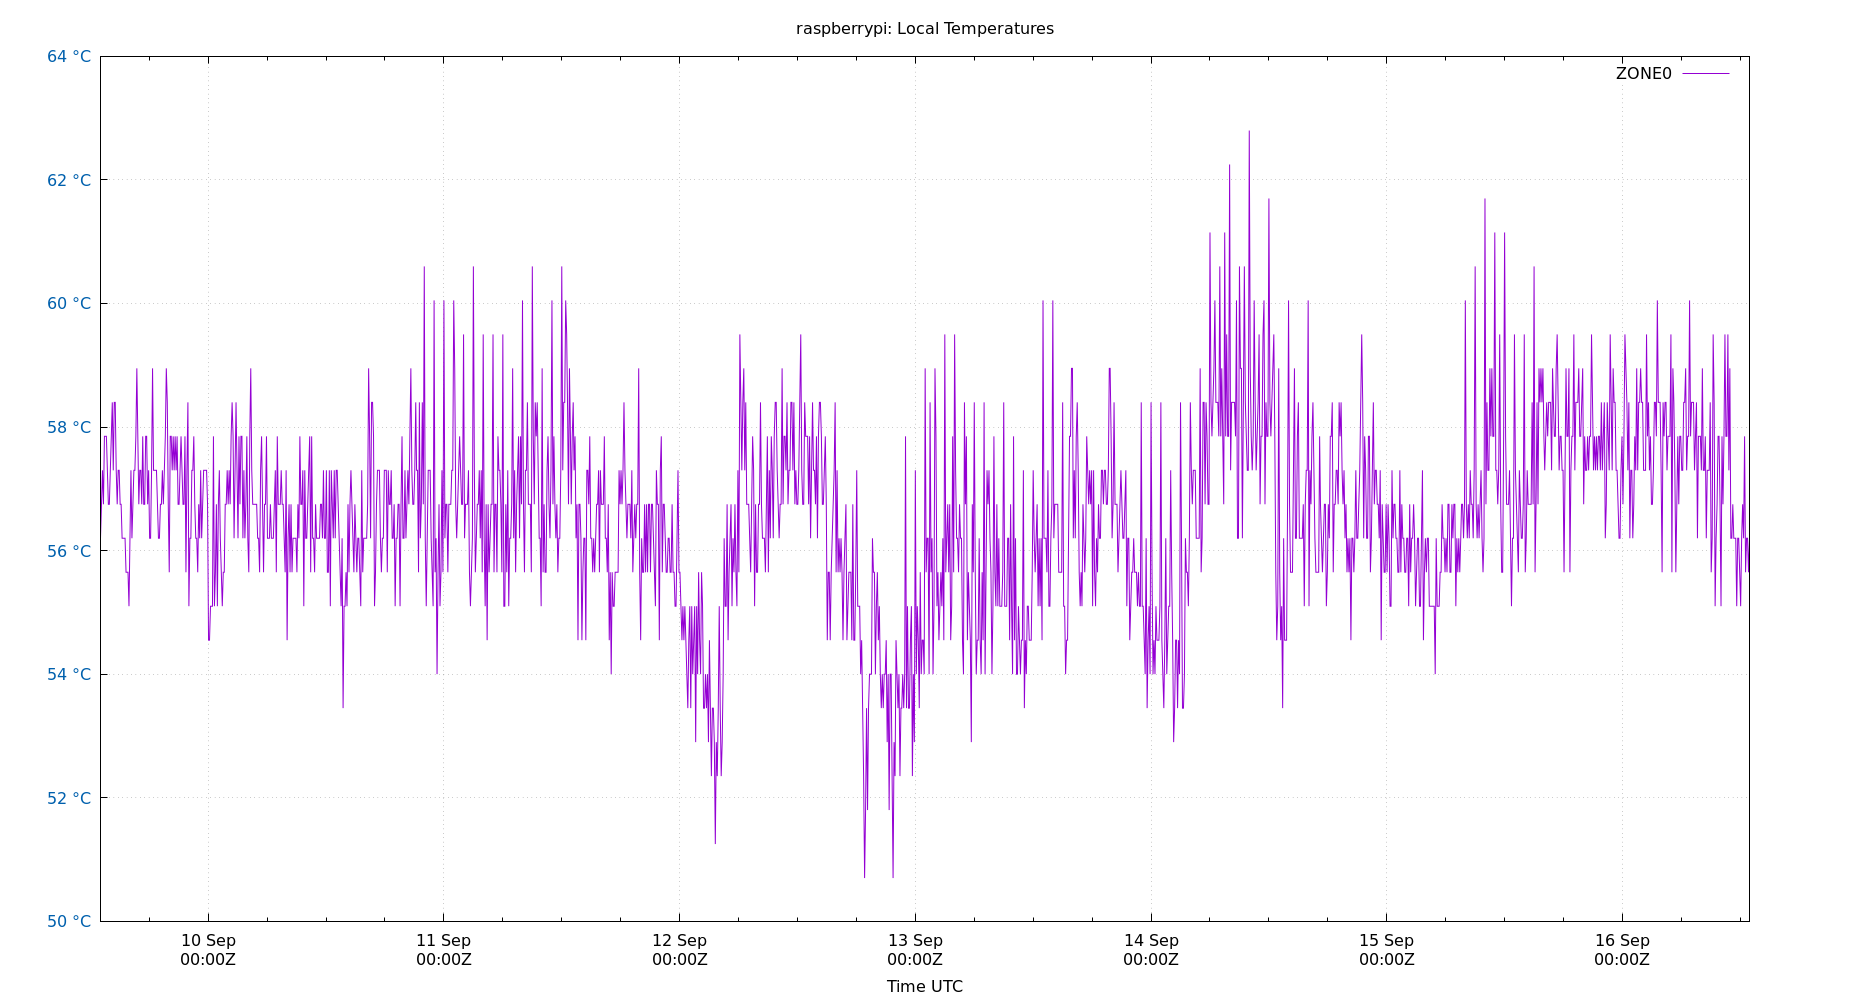 raspberrypi: Local Temperatures
64 °C
ZONE0
62 °C
60 °C
58 °C
56 °C
54 °C
52 °C
50 °C
10 Sep 11 Sep 12 Sep 13 Sep 14 Sep 15 Sep 16 Sep
00:00Z 00:00Z 00:00Z 00:00Z 00:00Z 00:00Z 00:00Z
Time UTC